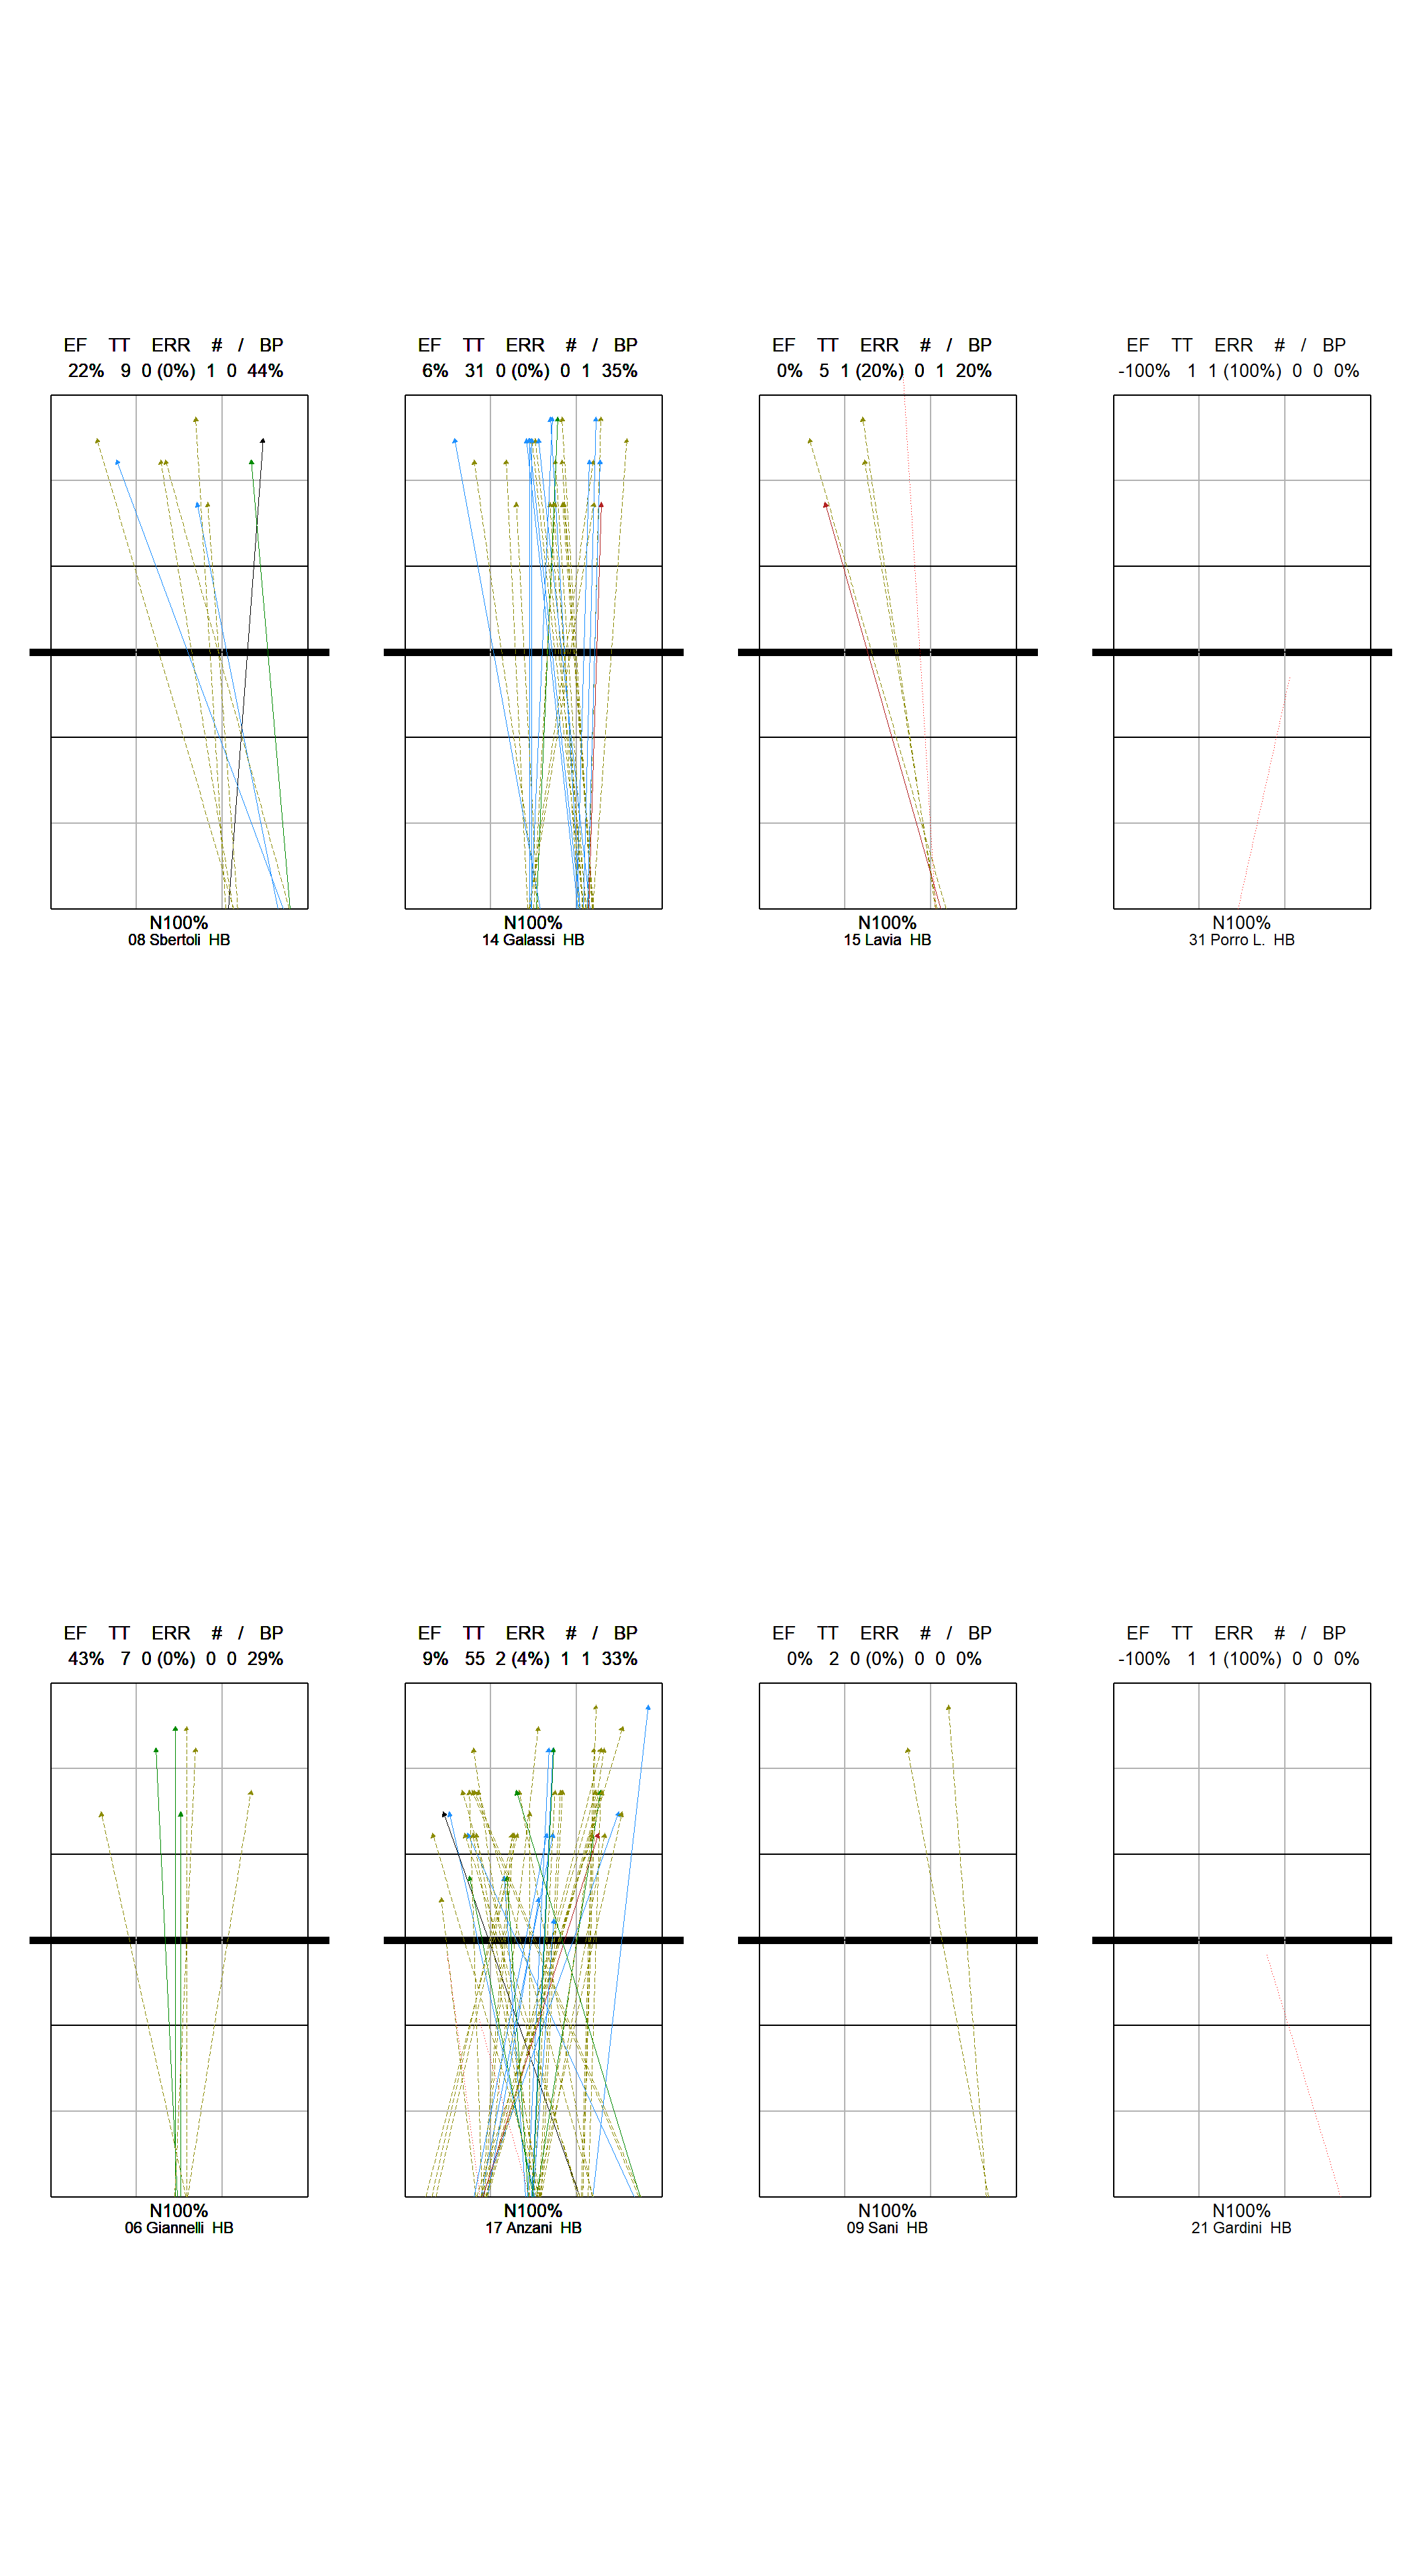 EF TT ERR # / BP
22% 9 0 (0%) 1 0 44%
N100%
08 Sbertoli HB
EF TT ERR # / BP
6% 31 0 (0%) 0 1 35%
N100%
14 Galassi HB
EF TT ERR # / BP
0% 5 1 (20%) 0 1 20%
N100%
15 Lavia HB
EF TT ERR # / BP
-100% 1 1 (100%) 0 0 0%
N100%
31 Porro L. HB
EF TT ERR # / BP
43% 7 0 (0%) 0 0 29%
N100%
06 Giannelli HB
EF TT ERR # / BP
9% 55 2 (4%) 1 1 33%
N100%
17 Anzani HB
EF TT ERR # / BP
0% 2 0 (0%) 0 0 0%
N100%
09 Sani HB
EF TT ERR # / BP
-100% 1 1 (100%) 0 0 0%
N100%
21 Gardini HB